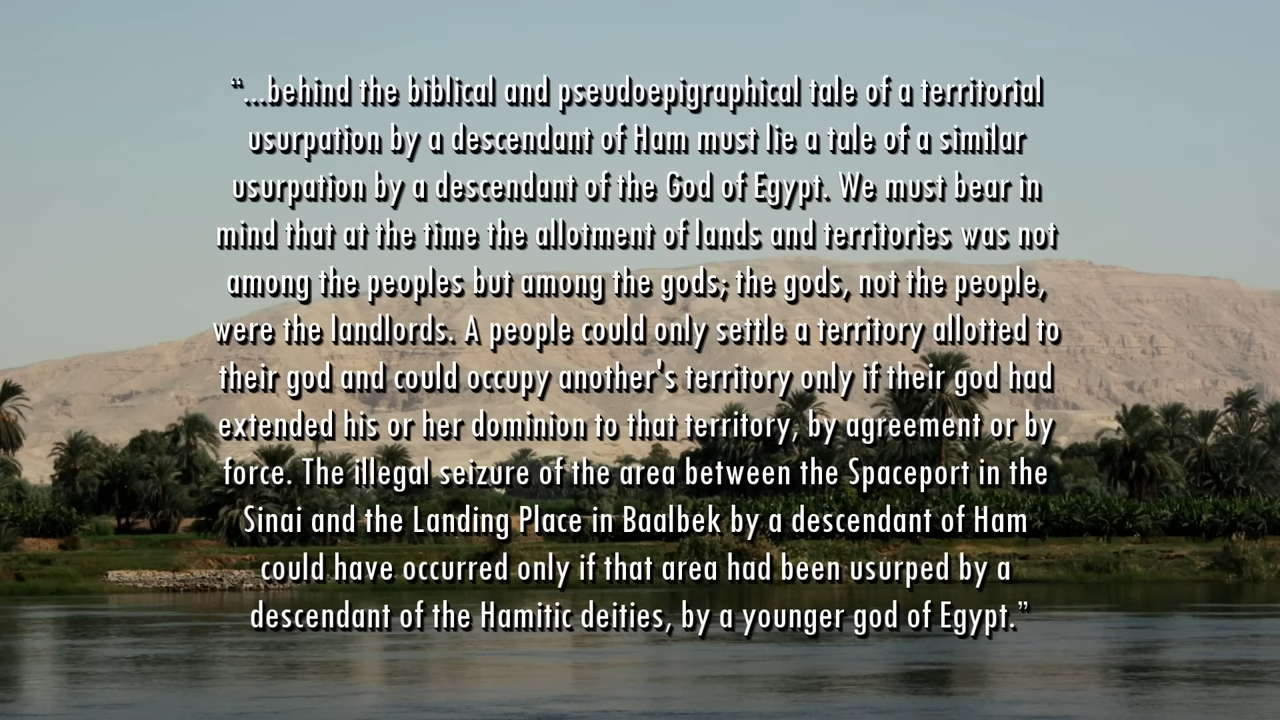 “...behind the biblical and pseudoepigraphical tale of a territorial
usurpation by a descendant of Ham must lie a tale of a similar
usurpation by a descendant of the God of Egypt. We must bear in
mind that at the time the allotment of lands and territories was not
among the peoples but among the gods; the gods, not the people,
were the landlords. A people could only settle a territory allotted to
their god and could occupy another's territory only if their god had
extended his or her dominion to that territory, by agreement or by
force. The illegal seizure of the area between the Spaceport in the
Sinai and the Landing Place in Baalbek by a descendant of Ham
could have occurred only if that area had been usurped by a
descendant of the Hamitic deities, by a younger god of Egypt.”